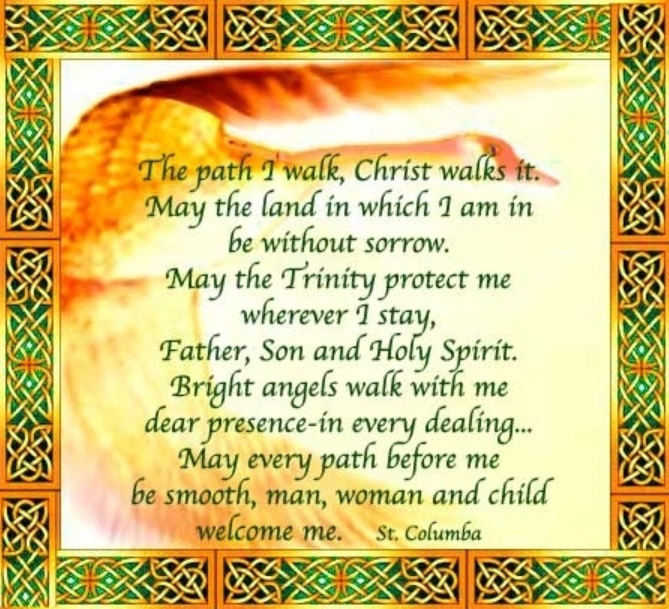 The path I walk, Christ walks it.
May the land in which I am in
be without sorrow.
May the Trinity protect me
wherever I stay,
Father, Son and Holy Spirit.
Bright angels walk with me
dear presence-in every dealing...
May every path before me
be smooth, man, woman and child
welcome me. St. Columba